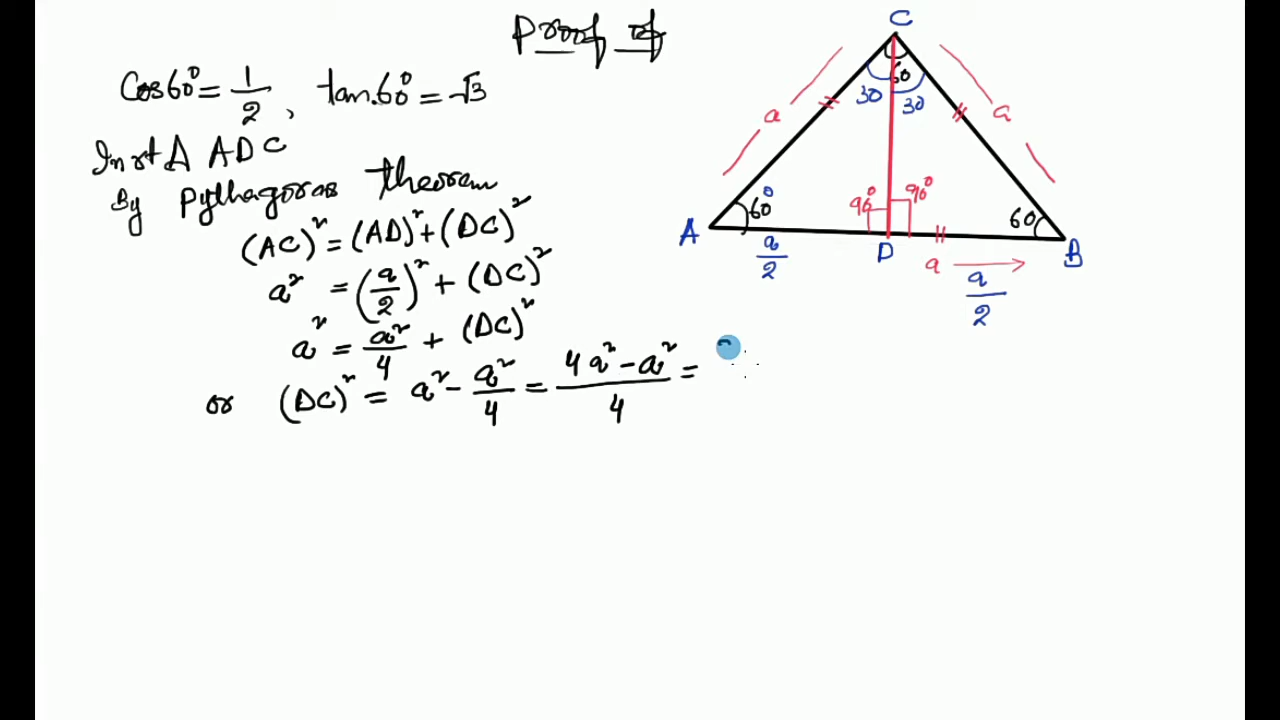 Proof of
Cos60°= 1/2, tan.60°=√3
In rt Δ ADC
By Pythagoras theorem
(AC)²=(AD)²+(DC)²
a² =(a/2)²+(DC)²
a² = a²/4 + (DC)²
or (DC)² = a² - a²/4 = 4a²-a²/4 =
C
60
30 30
a a
60° 90° 90° 60
A D B
a/2 a a/2